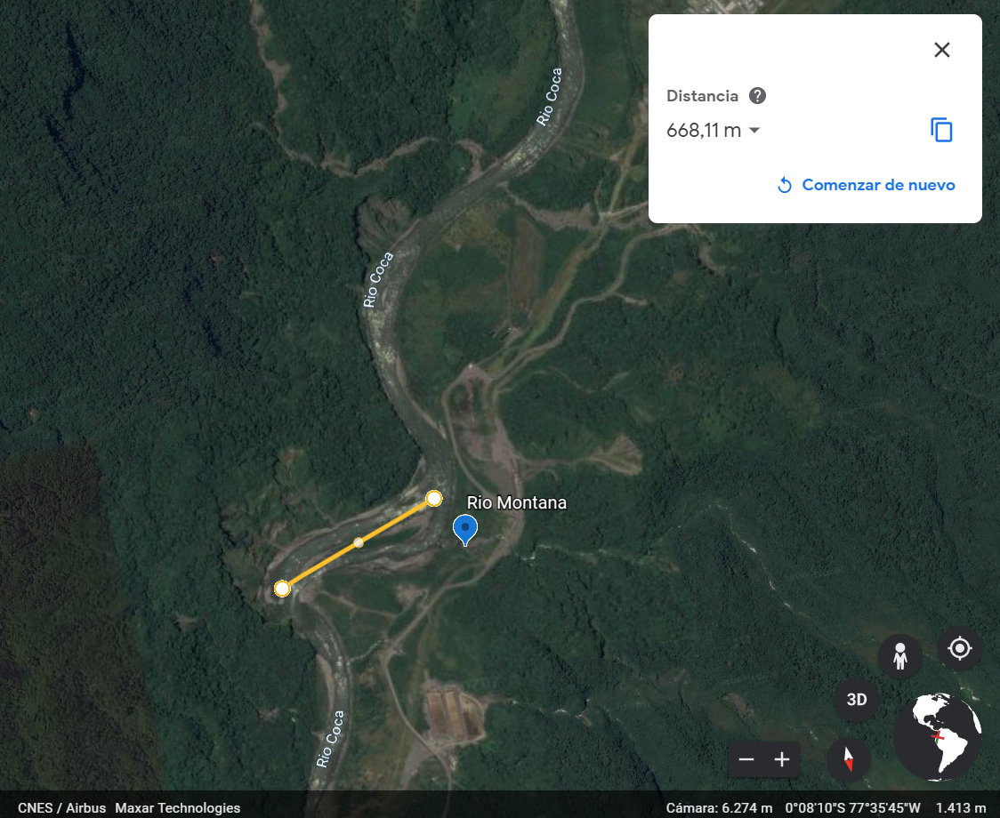 Distancia
668,11 m
Comenzar de nuevo
Rio Coca
Rio Coca
Rio Montana
Rio Coca
3D
CNES / Airbus Maxar Technologies
Cámara: 6.274 m 0°08'10"S 77°35'45"W 1.413 m